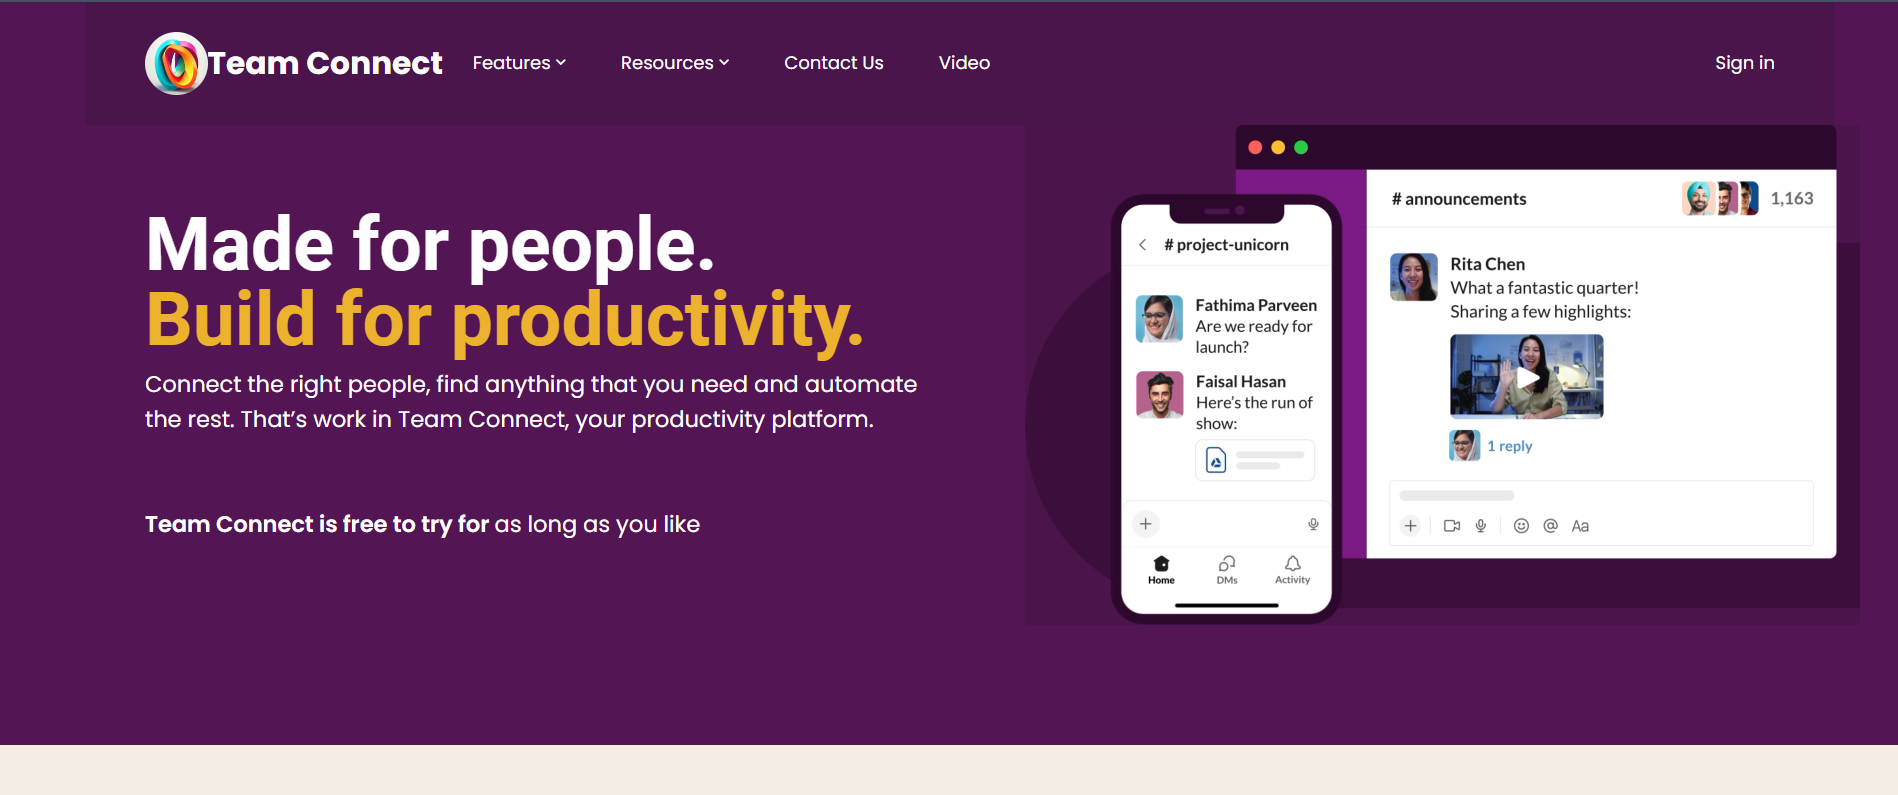 Team Connect
Features
Resources
Contact Us
Video
Sign in
Made for people.
Build for productivity.
Connect the right people, find anything that you need and automate
the rest. That’s work in Team Connect, your productivity platform.
Team Connect is free to try for as long as you like
# project-unicorn
Fathima Parveen
Are we ready for
launch?
Faisal Hasan
Here's the run of
show:
Home
DMs
Activity
# announcements
1,163
Rita Chen
What a fantastic quarter!
Sharing a few highlights:
1 reply
@
Aa